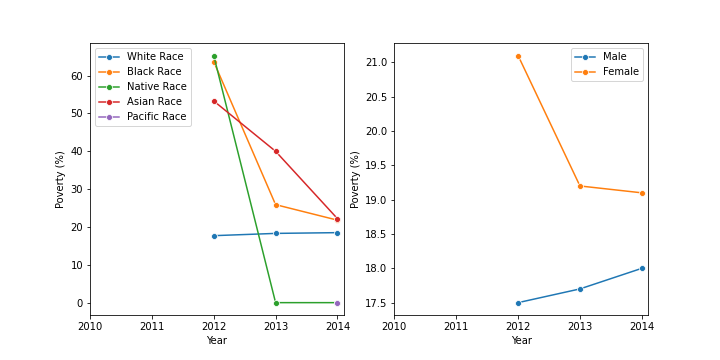 White Race
Black Race
Native Race
Asian Race
Pacific Race
60
50
40
30
20
10
0
Poverty (%)
2010 2011 2012 2013 2014
Year
Male
Female
21.0
20.5
20.0
19.5
19.0
18.5
18.0
17.5
Poverty (%)
2010 2011 2012 2013 2014
Year